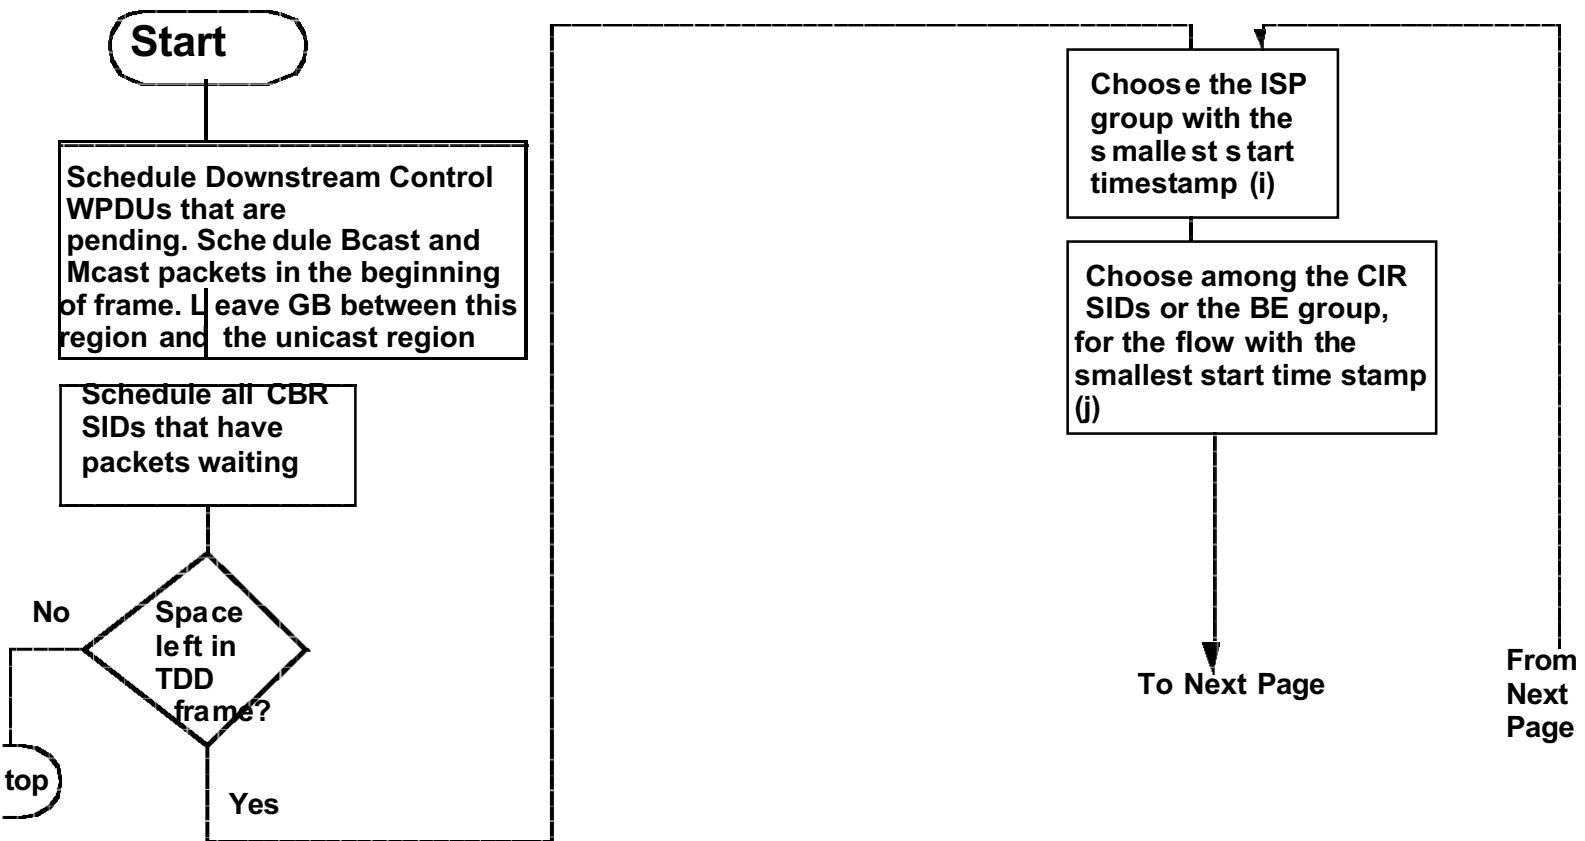 Start
Schedule Downstream Control
WPDUs that are
pending. Schedule Bcast and
Mcast packets in the beginning
of frame. Leave GB between this
region and the unicast region
Schedule all CBR
SIDs that have
packets waiting
No
Space
left in
TDD
frame?
top
Yes
Choose the ISP
group with the
smallest start
timestamp (i)
Choose among the CIR
SIDs or the BE group,
for the flow with the
smallest start time stamp
(j)
To Next Page
From
Next
Page